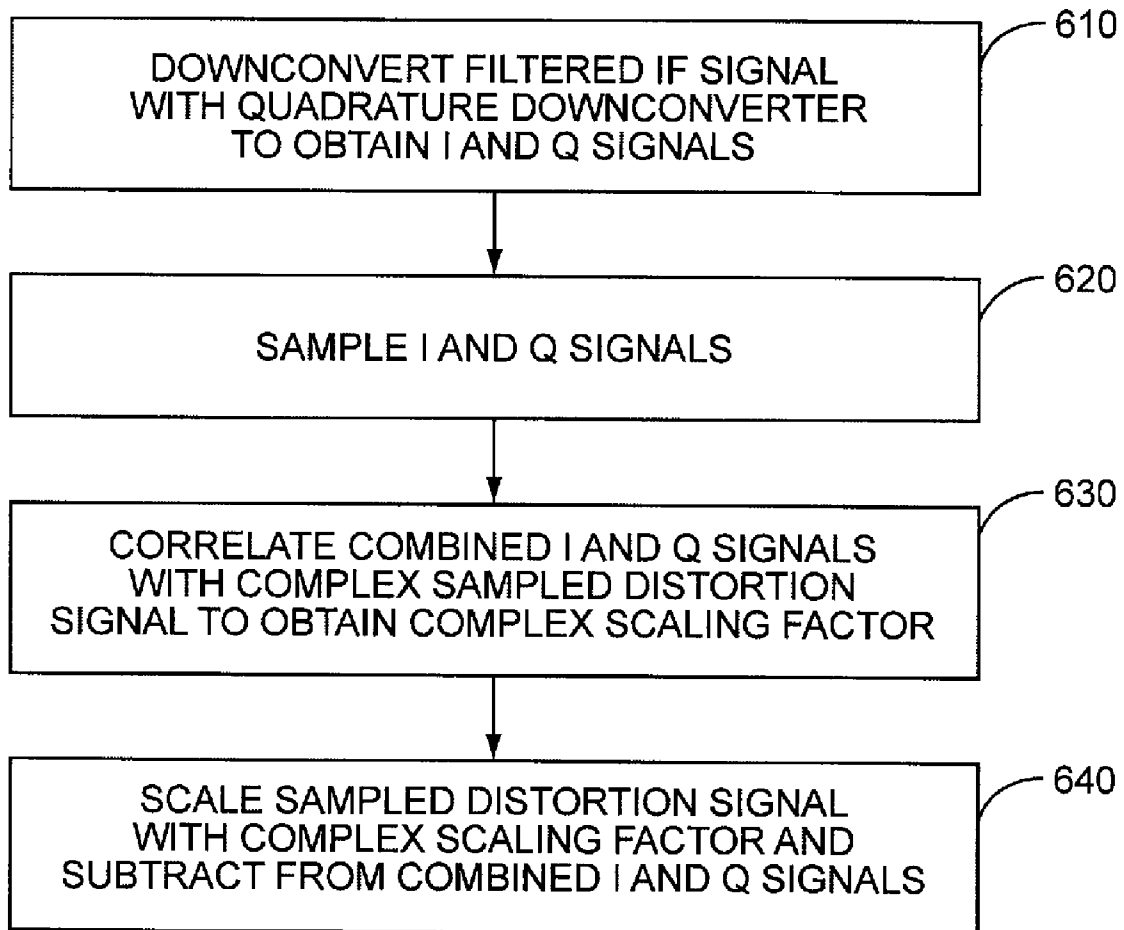 610
DOWNCONVERT FILTERED IF SIGNAL
WITH QUADRATURE DOWNCONVERTER
TO OBTAIN I AND Q SIGNALS
620
SAMPLE I AND Q SIGNALS
630
CORRELATE COMBINED I AND Q SIGNALS
WITH COMPLEX SAMPLED DISTORTION
SIGNAL TO OBTAIN COMPLEX SCALING FACTOR
640
SCALE SAMPLED DISTORTION SIGNAL
WITH COMPLEX SCALING FACTOR AND
SUBTRACT FROM COMBINED I AND Q SIGNALS